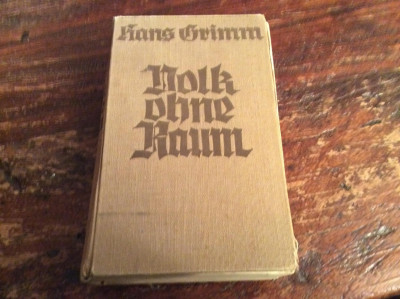 Hans Grimm
Volk
ohne
Raum